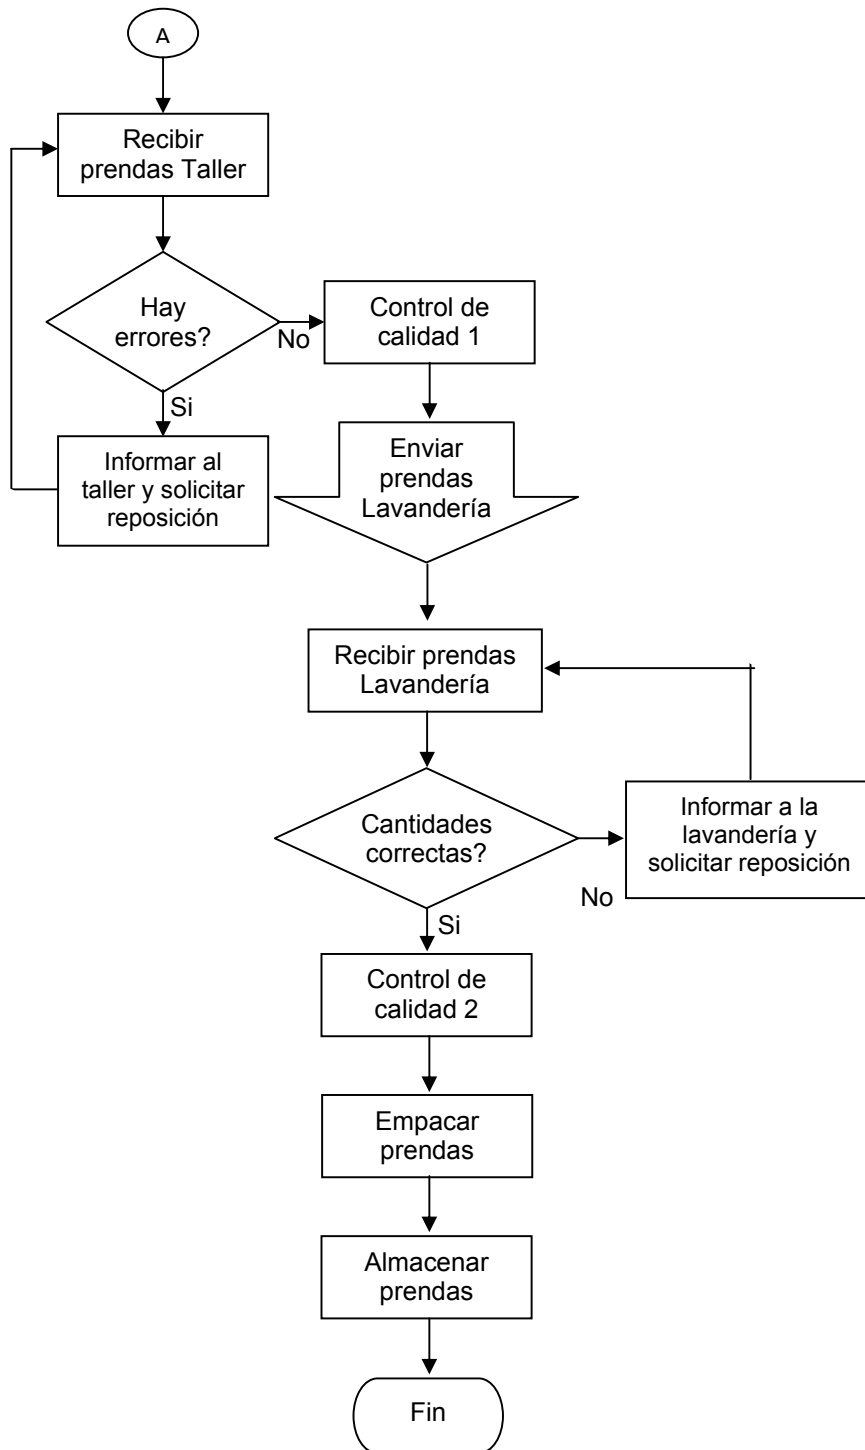 A
Recibir
prendas Taller
Hay
errores?
No
Control de
calidad 1
Si
Informar al
taller y solicitar
reposición
Enviar
prendas
Lavandería
Recibir prendas
Lavandería
Cantidades
correctas?
No
Informar a la
lavandería y
solicitar reposición
Si
Control de
calidad 2
Empacar
prendas
Almacenar
prendas
Fin